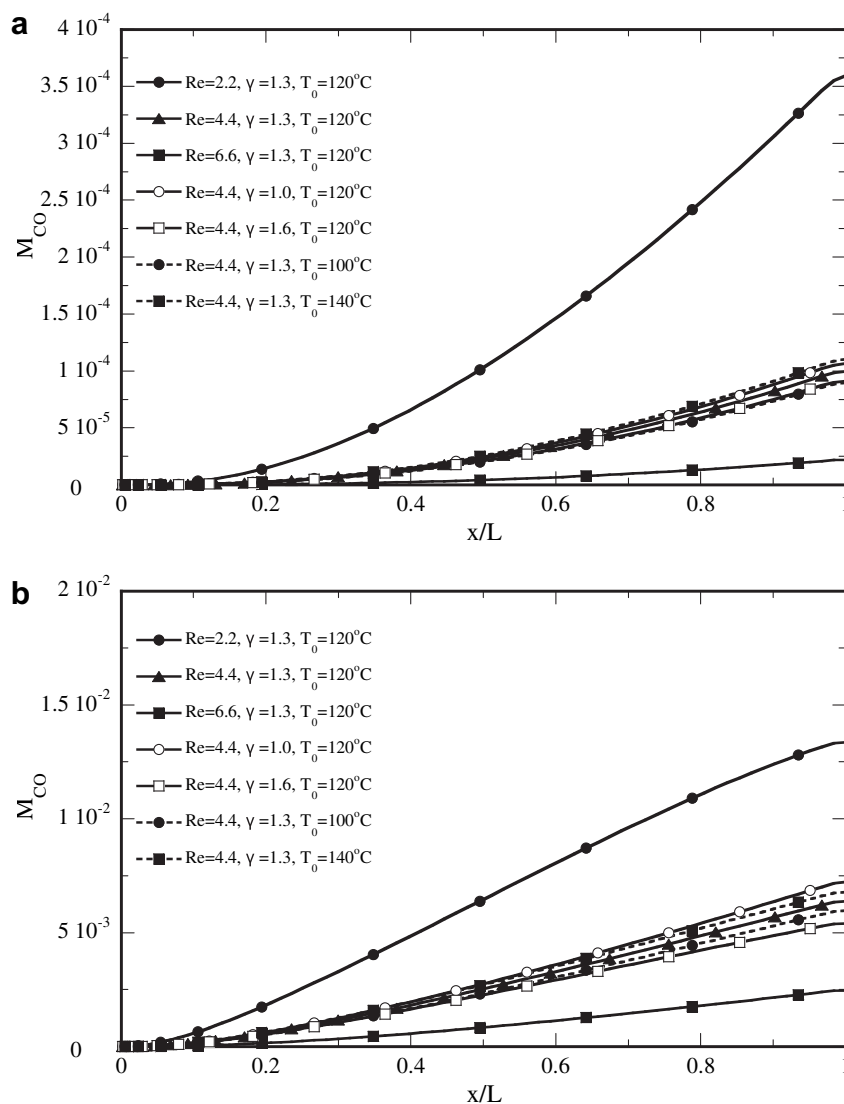 a
4 10⁻⁴
3.5 10⁻⁴
3 10⁻⁴
2.5 10⁻⁴
2 10⁻⁴
1.5 10⁻⁴
1 10⁻⁴
5 10⁻⁵
0
M_CO
Re=2.2, γ =1.3, T₀=120°C
Re=4.4, γ =1.3, T₀=120°C
Re=6.6, γ =1.3, T₀=120°C
Re=4.4, γ =1.0, T₀=120°C
Re=4.4, γ =1.6, T₀=120°C
Re=4.4, γ =1.3, T₀=100°C
Re=4.4, γ =1.3, T₀=140°C
0 0.2 0.4 0.6 0.8 1
x/L
b
2 10⁻²
1.5 10⁻²
1 10⁻²
5 10⁻³
0
M_CO
Re=2.2, γ =1.3, T₀=120°C
Re=4.4, γ =1.3, T₀=120°C
Re=6.6, γ =1.3, T₀=120°C
Re=4.4, γ =1.0, T₀=120°C
Re=4.4, γ =1.6, T₀=120°C
Re=4.4, γ =1.3, T₀=100°C
Re=4.4, γ =1.3, T₀=140°C
0 0.2 0.4 0.6 0.8 1
x/L